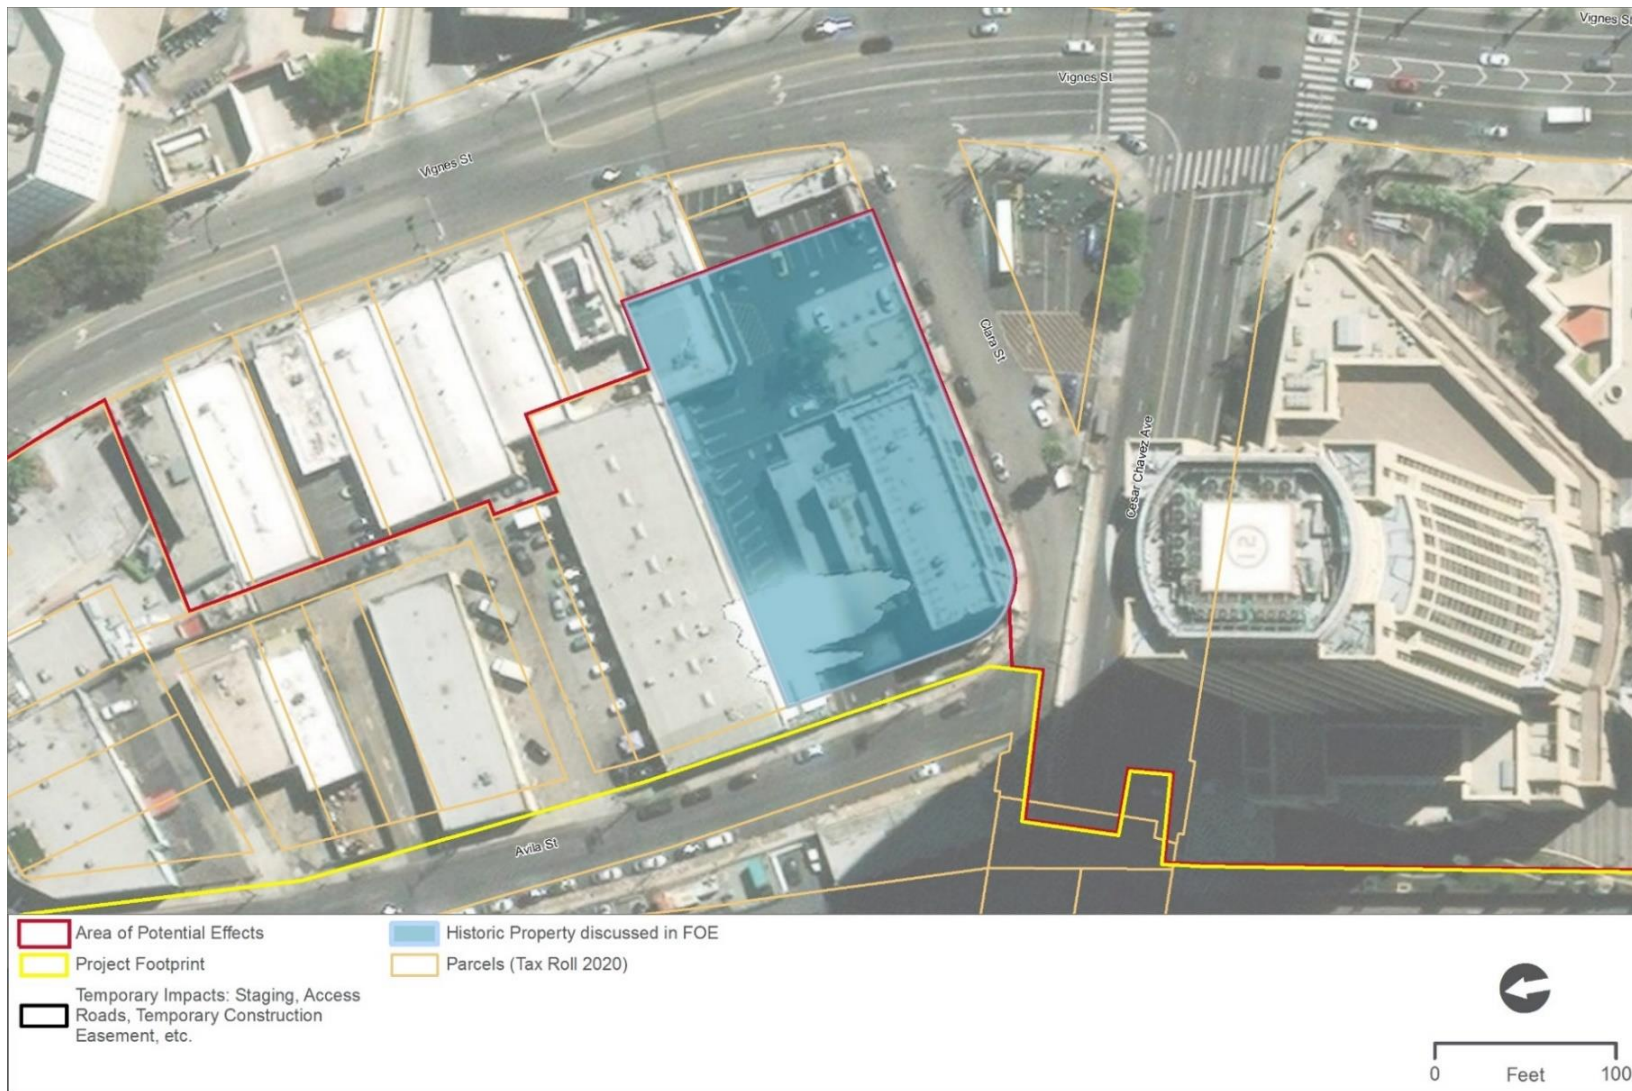 Vignes St
Vignes St
Vignes St
Clara St
Cesar Chavez Ave
12
Avila St
Area of Potential Effects
Project Footprint
Temporary Impacts: Staging, Access
Roads, Temporary Construction
Easement, etc.
Historic Property discussed in FOE
Parcels (Tax Roll 2020)
0 Feet 100